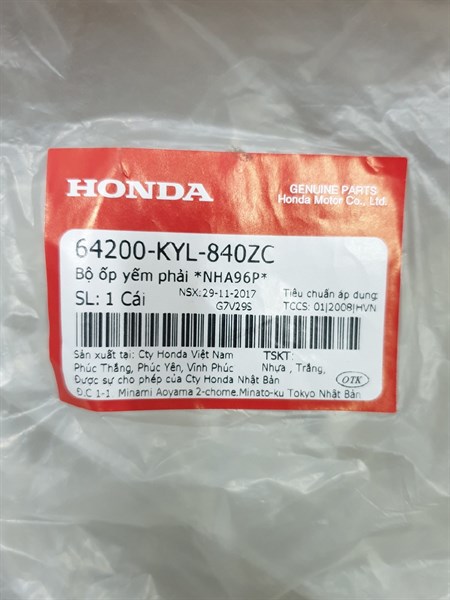 HONDA
GENUINE PARTS
Honda Motor Co., Ltd.
64200-KYL-840ZC
Bộ ốp yếm phải *NHA96P*
SL: 1 Cái
NSX:29-11-2017
G7V29S
Tiêu chuẩn áp dụng:
TCCS: 01|2008|HVN
Sản xuất tại: Cty Honda Việt Nam
Phúc Thắng, Phúc Yên, Vĩnh Phúc
Được sự cho phép của Cty Honda Nhật Bản
Đ.C 1-1. Minami Aoyama 2-chome.Minato-ku Tokyo Nhật Bản
TSKT:
Nhựa , Trắng,
OTK